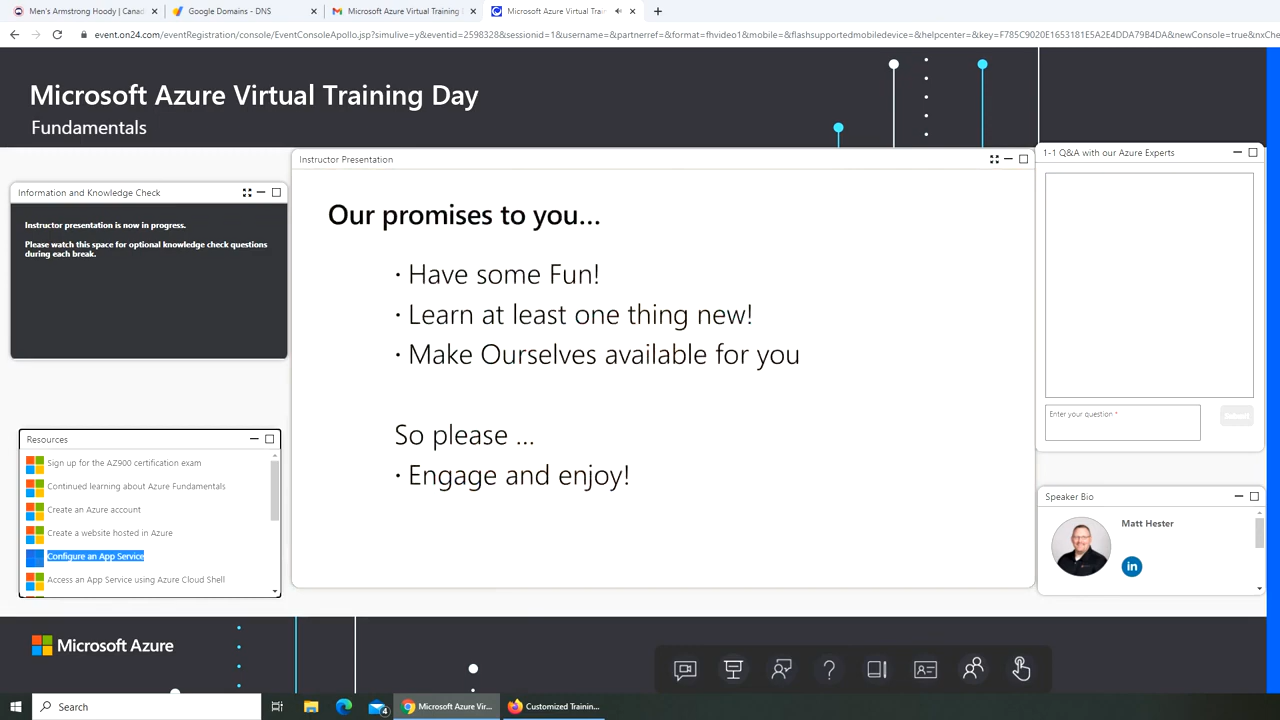 Men's Armstrong Hoody | Canad
Google Domains - DNS
Microsoft Azure Virtual Training D
Microsoft Azure Virtual Train
event.on24.com/eventRegistration/console/EventConsoleApollo.jsp?simulive=y&eventid=2598328&sessionid=1&username=&partnerref=&format=fhvideo1&mobile=&flashsupportedmobiledevice=&helpcenter=&key=F785C9020E1653181E5A2E4DDA79B4DA&newConsole=true&nxChe
Microsoft Azure Virtual Training Day
Fundamentals
Information and Knowledge Check
Instructor presentation is now in progress.
Please watch this space for optional knowledge check questions
during each break.
Resources
Sign up for the AZ900 certification exam
Continued learning about Azure Fundamentals
Create an Azure account
Create a website hosted in Azure
Configure an App Service
Access an App Service using Azure Cloud Shell
Instructor Presentation
Our promises to you...
· Have some Fun!
· Learn at least one thing new!
· Make Ourselves available for you
So please ...
· Engage and enjoy!
1-1 Q&A with our Azure Experts
Enter your question *
Submit
Speaker Bio
Matt Hester
in
Microsoft Azure
Search
4
Microsoft Azure Vir...
Customized Trainin...